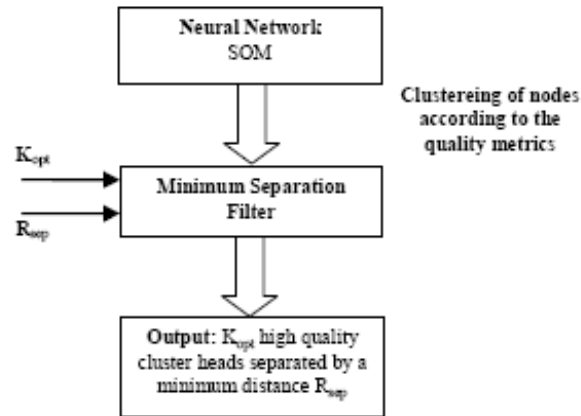 Neural Network
SOM
Clustereing of nodes
according to the
quality metrics
Kopt
Minimum Separation
Filter
Rsep
Output: Kopt high quality
cluster heads separated by a
minimum distance Rsep